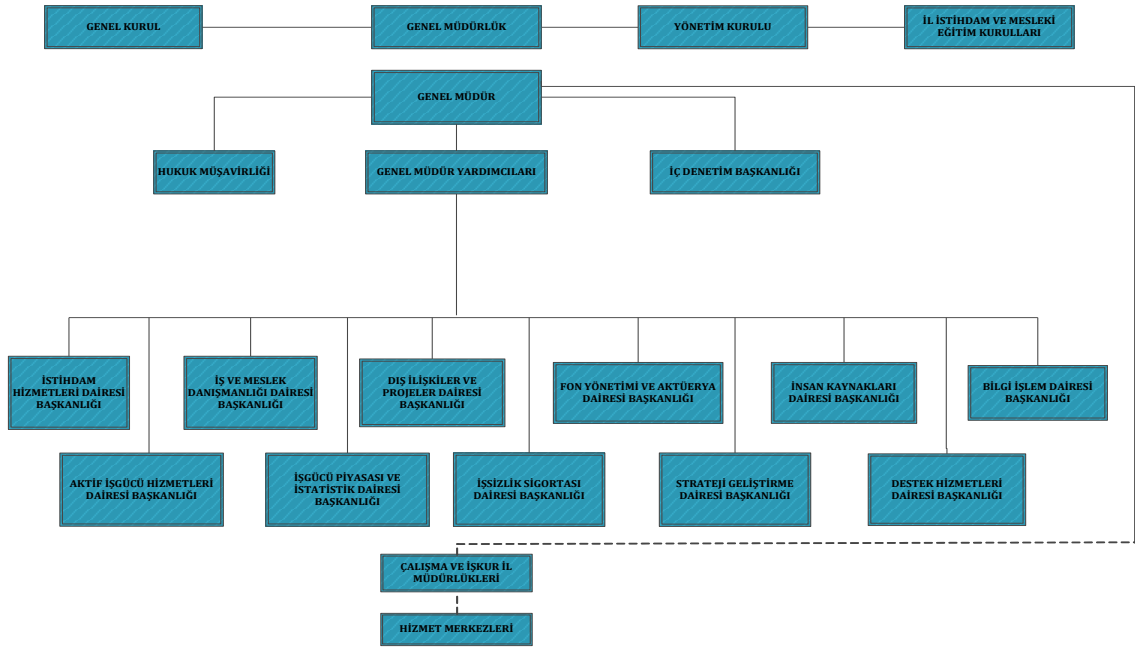 GENEL KURUL
GENEL MÜDÜRLÜK
YÖNETİM KURULU
İL İSTİHDAM VE MESLEKİ
EĞİTİM KURULLARI
GENEL MÜDÜR
HUKUK MÜŞAVİRLİĞİ
GENEL MÜDÜR YARDIMCILARI
İÇ DENETİM BAŞKANLIĞI
İSTİHDAM
HİZMETLERİ DAİRESİ
BAŞKANLIĞI
İŞ VE MESLEK
DANIŞMANLIĞI DAİRESİ
BAŞKANLIĞI
DIŞ İLİŞKİLER VE
PROJELER DAİRESİ
BAŞKANLIĞI
FON YÖNETİMİ VE AKTÜERYA
DAİRESİ BAŞKANLIĞI
İNSAN KAYNAKLARI
DAİRESİ BAŞKANLIĞI
BİLGİ İŞLEM DAİRESİ
BAŞKANLIĞI
AKTİF İŞGÜCÜ HİZMETLERİ
DAİRESİ BAŞKANLIĞI
İŞGÜCÜ PİYASASI VE
İSTATİSTİK DAİRESİ
BAŞKANLIĞI
İŞSİZLİK SİGORTASI
DAİRESİ BAŞKANLIĞI
STRATEJİ GELİŞTİRME
DAİRESİ BAŞKANLIĞI
DESTEK HİZMETLERİ
DAİRESİ BAŞKANLIĞI
ÇALIŞMA VE İŞKUR İL
MÜDÜRLÜKLERİ
HİZMET MERKEZLERİ